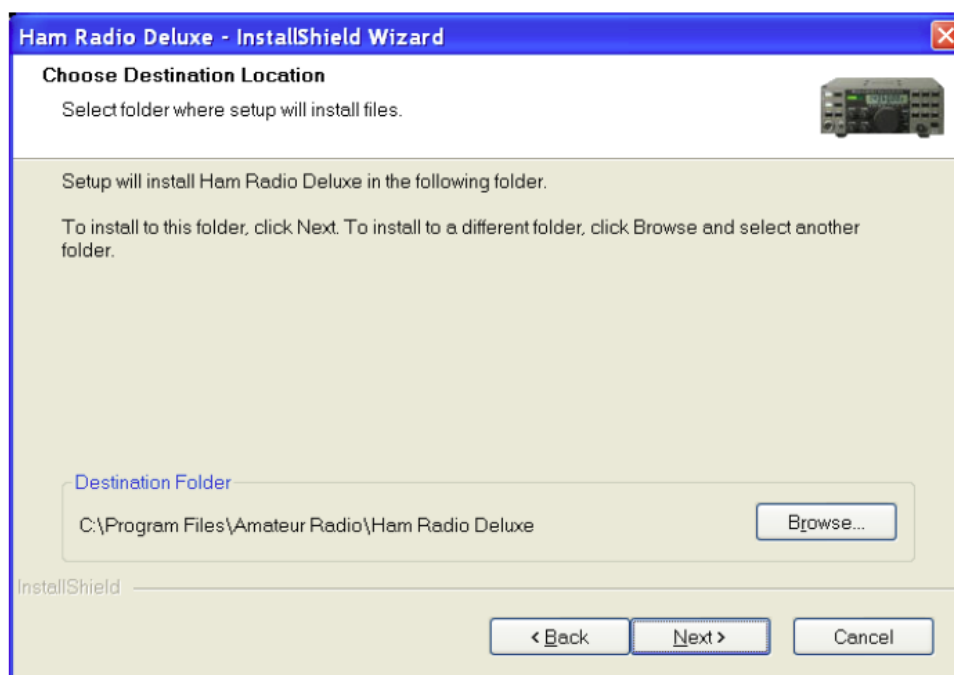 Ham Radio Deluxe - InstallShield Wizard
Choose Destination Location
Select folder where setup will install files.
Setup will install Ham Radio Deluxe in the following folder.
To install to this folder, click Next. To install to a different folder, click Browse and select another
folder.
Destination Folder
C:\Program Files\Amateur Radio\Ham Radio Deluxe
Browse...
InstallShield
< Back
Next >
Cancel